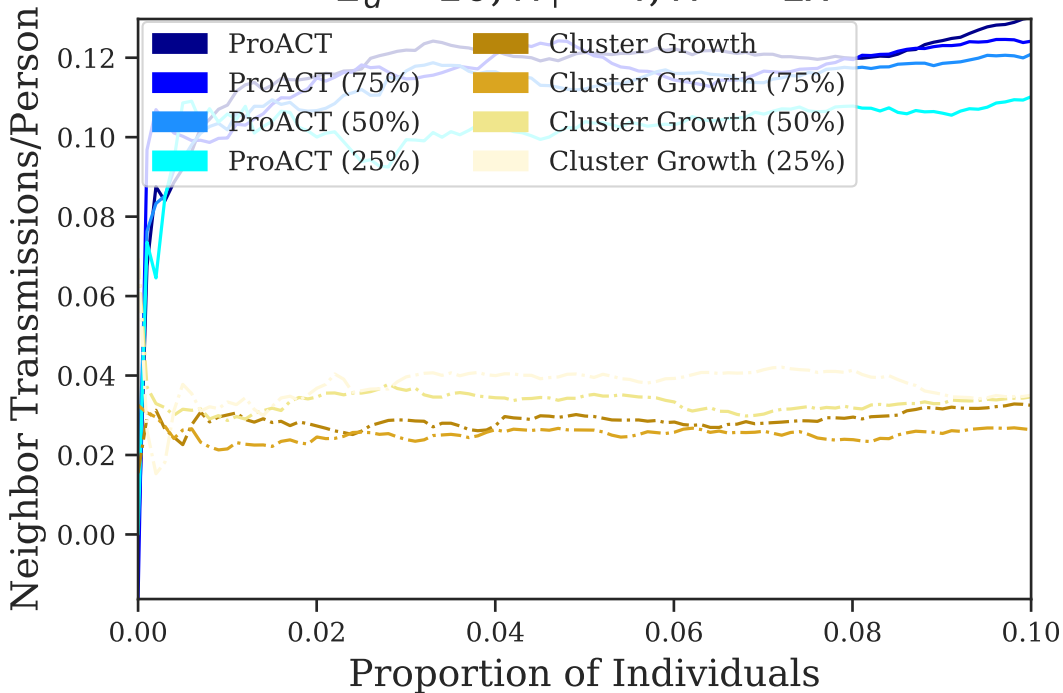 Neighbor Transmissions/Person
0.12
0.10
0.08
0.06
0.04
0.02
0.00
ProACT
ProACT (75%)
ProACT (50%)
ProACT (25%)
Cluster Growth
Cluster Growth (75%)
Cluster Growth (50%)
Cluster Growth (25%)
0.00 0.02 0.04 0.06 0.08 0.10
Proportion of Individuals